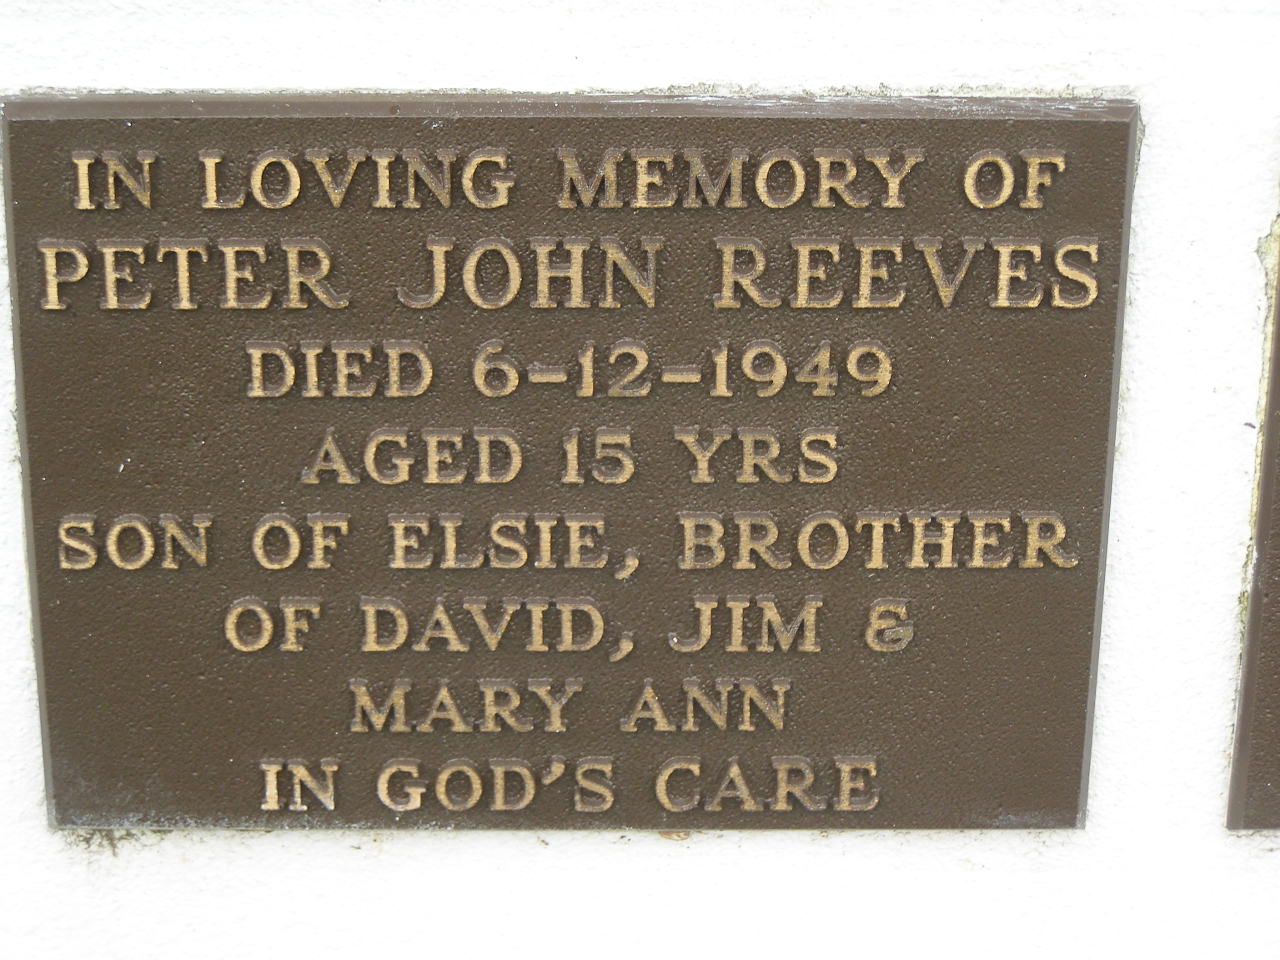 IN LOVING MEMORY OF
PETER JOHN REEVES
DIED 6-12-1949
AGED 15 YRS
SON OF ELSIE, BROTHER
OF DAVID, JIM &
MARY ANN
IN GOD'S CARE